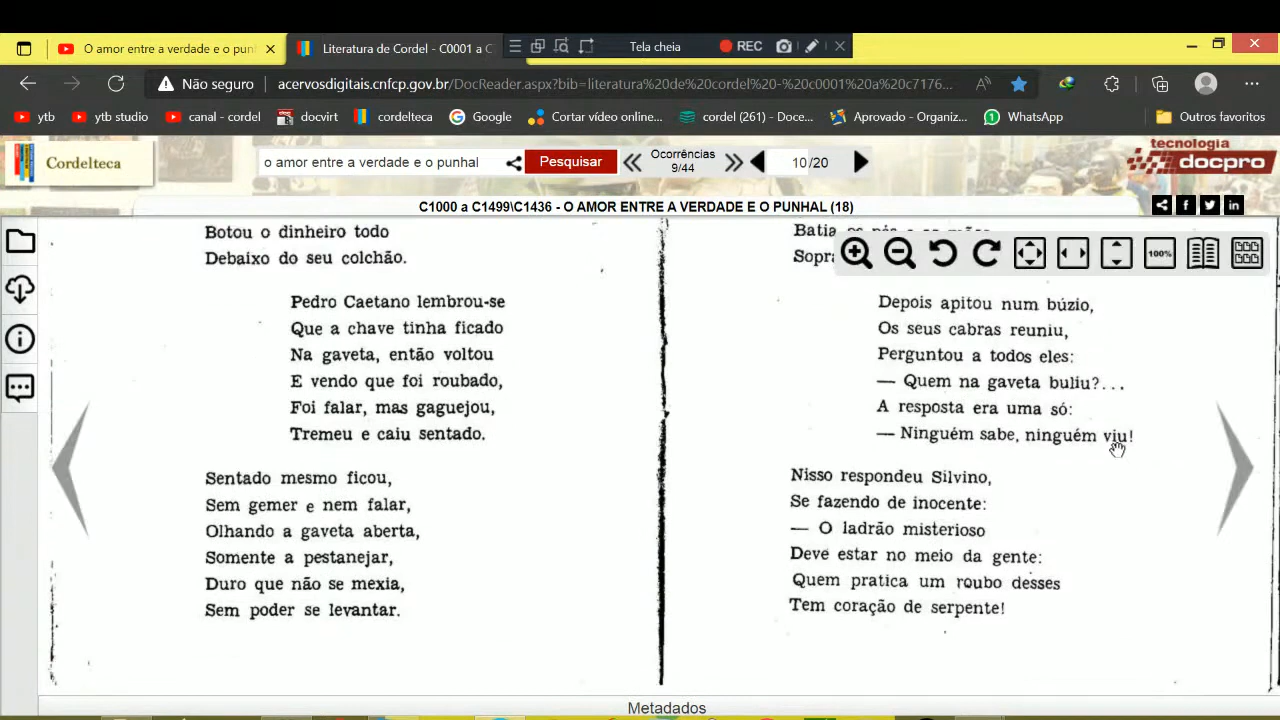 O amor entre a verdade e o punh
Literatura de Cordel - C0001 a C
Tela cheia
REC
Não seguro
acervosdigitais.cnfcp.gov.br/DocReader.aspx?bib=literatura%20de%20cordel%20-%20c0001%20a%20c7176...
ytb
ytb studio
canal - cordel
docvirt
cordelteca
Google
Cortar vídeo online...
cordel (261) - Doce...
Aprovado - Organiz...
WhatsApp
Outros favoritos
Cordelteca
o amor entre a verdade e o punhal
Pesquisar
Ocorrências
9/44
10 /20
tecnologia
docpro
C1000 a C1499\C1436 - O AMOR ENTRE A VERDADE E O PUNHAL (18)
100%
Botou o dinheiro todo
Debaixo do seu colchão.
Pedro Caetano lembrou-se
Que a chave tinha ficado
Na gaveta, então voltou
E vendo que foi roubado,
Foi falar, mas gaguejou,
Tremeu e caiu sentado.
Sentado mesmo ficou,
Sem gemer e nem falar,
Olhando a gaveta aberta,
Somente a pestanejar,
Duro que não se mexia,
Sem poder se levantar.
Batia
Depois apitou num búzio,
Os seus cabras reuniu,
Perguntou a todos eles:
— Quem na gaveta buliu?...
A resposta era uma só:
— Ninguém sabe, ninguém viu!
Nisso respondeu Silvino,
Se fazendo de inocente:
— O ladrão misterioso
Deve estar no meio da gente:
Quem pratica um roubo desses
Tem coração de serpente!
Metadados